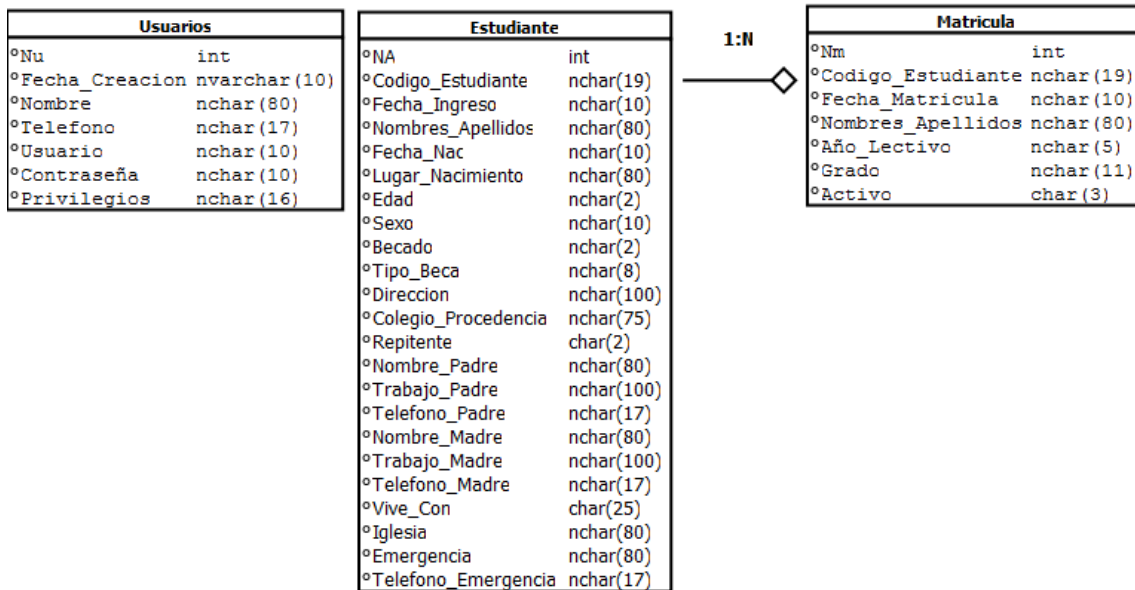 Usuarios
°Nu int
°Fecha_Creacion nvarchar(10)
°Nombre nchar(80)
°Telefono nchar(17)
°Usuario nchar(10)
°Contraseña nchar(10)
°Privilegios nchar(16)
Estudiante
°NA int
°Codigo_Estudiante nchar(19)
°Fecha_Ingreso nchar(10)
°Nombres_Apellidos nchar(80)
°Fecha_Nac nchar(10)
°Lugar_Nacimiento nchar(80)
°Edad nchar(2)
°Sexo nchar(10)
°Becado nchar(2)
°Tipo_Beca nchar(8)
°Direccion nchar(100)
°Colegio_Procedencia nchar(75)
°Repitente char(2)
°Nombre_Padre nchar(80)
°Trabajo_Padre nchar(100)
°Telefono_Padre nchar(17)
°Nombre_Madre nchar(80)
°Trabajo_Madre nchar(100)
°Telefono_Madre nchar(17)
°Vive_Con char(25)
°Iglesia nchar(80)
°Emergencia nchar(80)
°Telefono_Emergencia nchar(17)
1:N
Matricula
°Nm int
°Codigo_Estudiante nchar(19)
°Fecha_Matricula nchar(10)
°Nombres_Apellidos nchar(80)
°Año_Lectivo nchar(5)
°Grado nchar(11)
°Activo char(3)